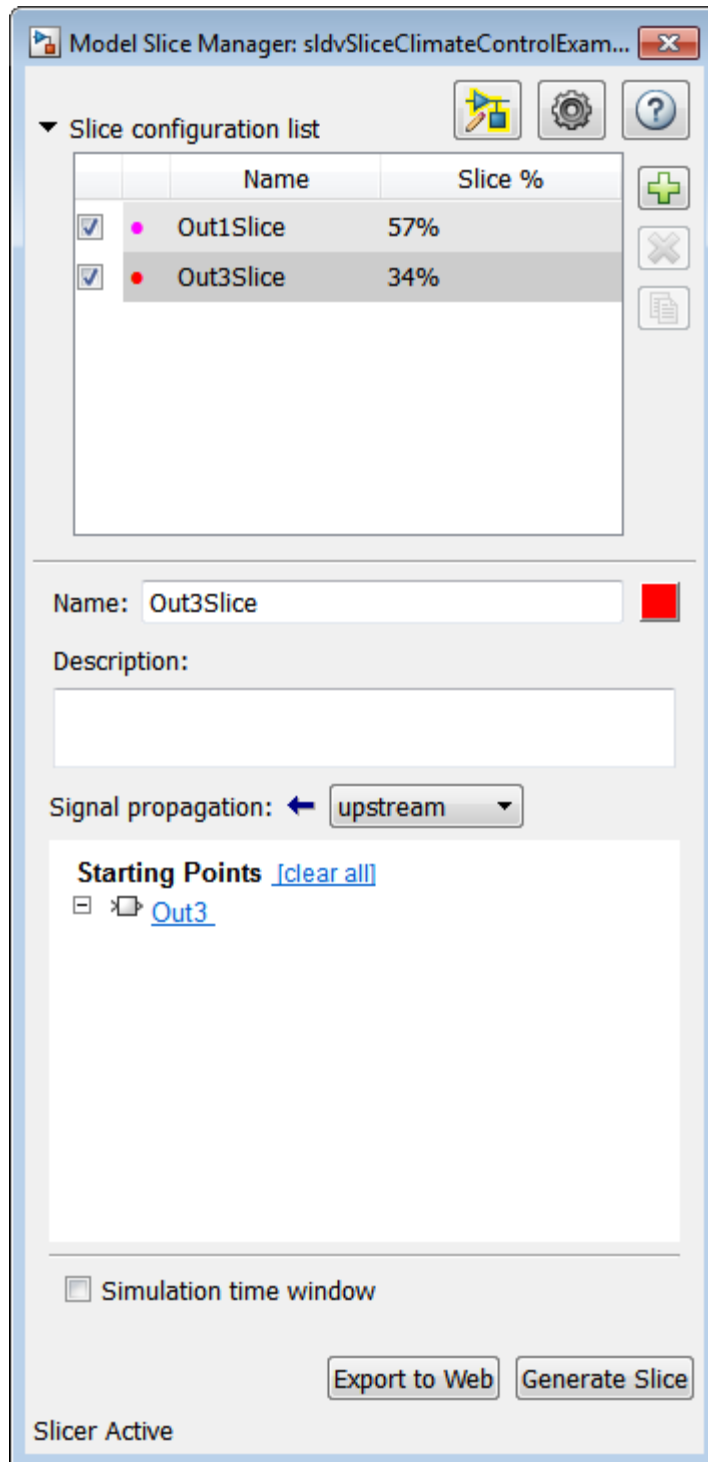 Model Slice Manager: sldvSliceClimateControlExam...
Slice configuration list
Name Slice %
Out1Slice 57%
Out3Slice 34%
Name: Out3Slice
Description:
Signal propagation: upstream
Starting Points [clear all]
Out3
Simulation time window
Export to Web Generate Slice
Slicer Active